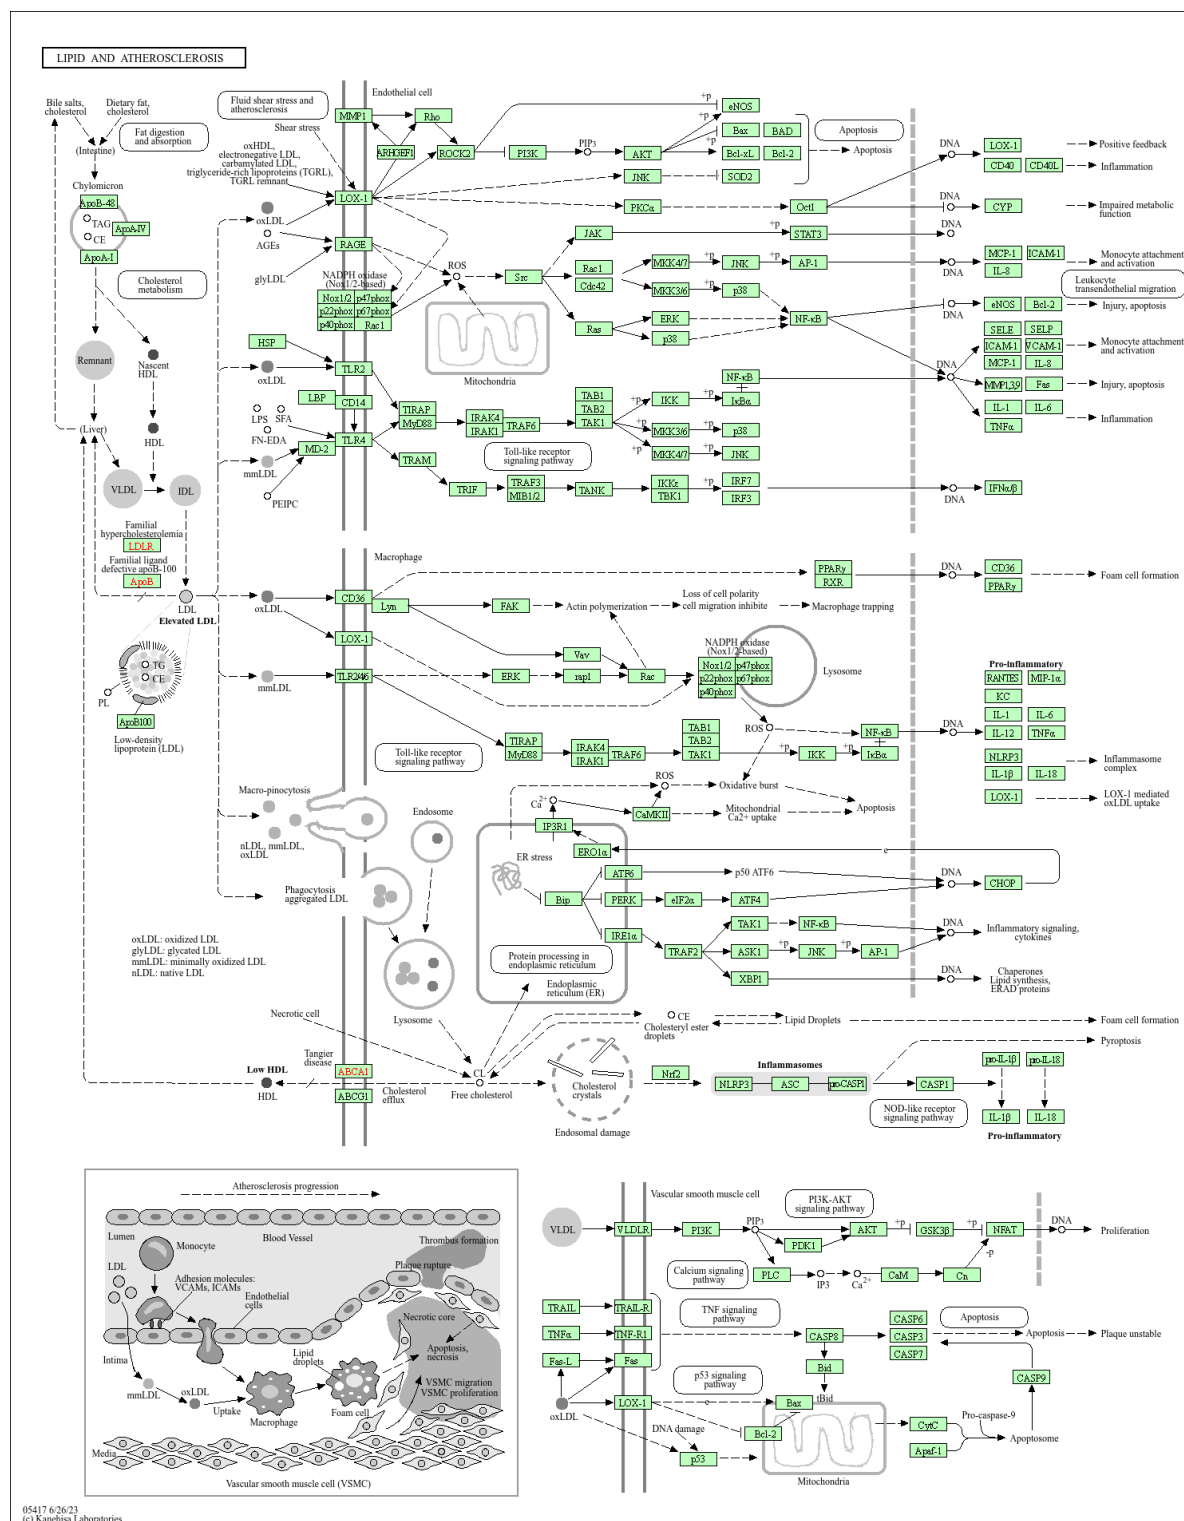 LIPID AND ATHEROSCLEROSIS
Bile salts,
cholesterol
Dietary fat,
cholesterol
Fat digestion
and absorption
(Intestine)
Chylomicron
ApoB-48
TAG
CE
ApoA-IV
ApoA-I
Cholesterol
metabolism
Remnant
Nascent
HDL
(Liver)
HDL
VLDL
IDL
Familial
hypercholesterolemia
LDLR
Familial ligand
defective apoB-100
ApoB
LDL
Elevated LDL
TG
CE
PL
ApoB100
Low-density
lipoprotein (LDL)
oxLDL: oxidized LDL
glyLDL: glycated LDL
mmLDL: minimally oxidized LDL
nLDL: native LDL
Fluid shear stress and
atherosclerosis
Shear stress
oxHDL,
electronegative LDL,
carbamylated LDL,
triglyceride-rich lipoproteins (TGRL),
TGRL remnant
Endothelial cell
MMP1
Rho
ARHGEF1
ROCK2
PI3K
PIP3
AKT
+p
+p
+p
eNOS
Bax
BAD
Bcl-xL
Bcl-2
Apoptosis
Apoptosis
JNK
SOD2
LOX-1
PKCα
Oct1
DNA
LOX-1
Positive feedback
CD40
CD40L
Inflammation
DNA
CYP
Impaired metabolic
function
oxLDL
AGEs
RAGE
glyLDL
NADPH oxidase
(Nox1/2-based)
Nox1/2
p47phox
p22phox
p67phox
p40phox
Rac1
ROS
Src
JAK
STAT3
DNA
Rac1
Cdc42
MKK4/7
+p
JNK
+p
AP-1
DNA
MCP-1
ICAM-1
IL-8
Monocyte attachment
and activation
Leukocyte
transendothelial migration
MKK3/6
+p
p38
Ras
ERK
p38
NF-κB
DNA
eNOS
Bcl-2
Injury, apoptosis
Mitochondria
SELE
SELP
ICAM-1
VCAM-1
MCP-1
IL-8
Monocyte attachment
and activation
DNA
MMP1,3,9
Fas
Injury, apoptosis
IL-1
IL-6
TNFα
Inflammation
HSP
oxLDL
TLR2
LBP
CD14
LPS
SFA
FN-EDA
MD-2
TLR4
mmLDL
PEIPC
TIRAP
MyD88
IRAK4
IRAK1
TRAF6
TAB1
TAB2
TAK1
+p
IKK
+p
NF-κB
IκBα
+p
MKK3/6
+p
p38
+p
MKK4/7
+p
JNK
Toll-like receptor
signaling pathway
TRAM
TRIF
TRAF3
MIB1/2
TANK
IKKε
TBK1
+p
IRF7
IRF3
DNA
IFNα/β
Macrophage
oxLDL
CD36
Lyn
FAK
Actin polymerization
Loss of cell polarity
cell migration inhibite
Macrophage trapping
PPARγ
RXR
DNA
CD36
PPARγ
Foam cell formation
LOX-1
Vav
mmLDL
TLR2/4/6
ERK
rap1
Rac
NADPH oxidase
(Nox1/2-based)
Nox1/2
p47phox
p22phox
p67phox
p40phox
Lysosome
Pro-inflammatory
RANTES
MIP-1α
KC
IL-1
IL-6
IL-12
TNFα
NLRP3
IL-1β
IL-18
Inflammasome
complex
LOX-1
LOX-1 mediated
oxLDL uptake
TIRAP
MyD88
IRAK4
IRAK1
TRAF6
TAB1
TAB2
TAK1
+p
IKK
+p
NF-κB
IκBα
DNA
ROS
Toll-like receptor
signaling pathway
Macro-pinocytosis
nLDL, mmLDL,
oxLDL
Endosome
Phagocytosis
aggregated LDL
Lysosome
Ca2+
ROS
Oxidative burst
CaMKII
Mitochondrial
Ca2+ uptake
Apoptosis
IP3R1
ER stress
ERO1α
e
Bip
ATF6
p50 ATF6
PERK
eIF2α
ATF4
DNA
CHOP
IRE1α
TRAF2
TAK1
NF-κB
ASK1
+p
JNK
+p
AP-1
DNA
Inflammatory signaling,
cytokines
XBP1
DNA
Chaperones
Lipid synthesis,
ERAD proteins
Protein processing in
endoplasmic reticulum
Endoplasmic
reticulum (ER)
Necrotic cell
CE
Cholesteryl ester
droplets
Lipid Droplets
Foam cell formation
Tangier
disease
ABCA1
ABCG1
Low HDL
HDL
Cholesterol
efflux
CL
Free cholesterol
Cholesterol
crystals
Endosomal damage
Nrf2
Inflammasomes
NLRP3
ASC
pro-CASP1
CASP1
NOD-like receptor
signaling pathway
Pyroptosis
pro-IL-1β
pro-IL-18
IL-1β
IL-18
Pro-inflammatory
Atherosclerosis progression
Lumen
Monocyte
Blood Vessel
Thrombus formation
LDL
Plaque rupture
Adhesion molecules:
VCAMs, ICAMs
Endothelial
cells
Necrotic core
Intima
Lipid
droplets
Apoptosis,
necrosis
mmLDL
oxLDL
Uptake
Macrophage
Foam cell
VSMC migration
VSMC proliferation
Media
Vascular smooth muscle cell (VSMC)
Vascular smooth muscle cell
PI3K-AKT
signaling pathway
VLDL
VLDLR
PI3K
PIP3
PDK1
AKT
+p
GSK3β
+p
NFAT
-p
DNA
Proliferation
Calcium signaling
pathway
PLC
IP3
Ca2+
CaM
Cn
TRAIL
TRAIL-R
TNF signaling
pathway
TNFα
TNF-R1
Fas-L
Fas
CASP8
CASP6
CASP3
CASP7
Apoptosis
Apoptosis
Plaque unstable
Bid
tBid
p53 signaling
pathway
e
oxLDL
LOX-1
Bax
Bcl-2
DNA damage
p53
Mitochondria
CytC
Apaf-1
Pro-caspase-9
Apoptosome
CASP9
05417 6/26/23
(c) Kanehisa Laboratories